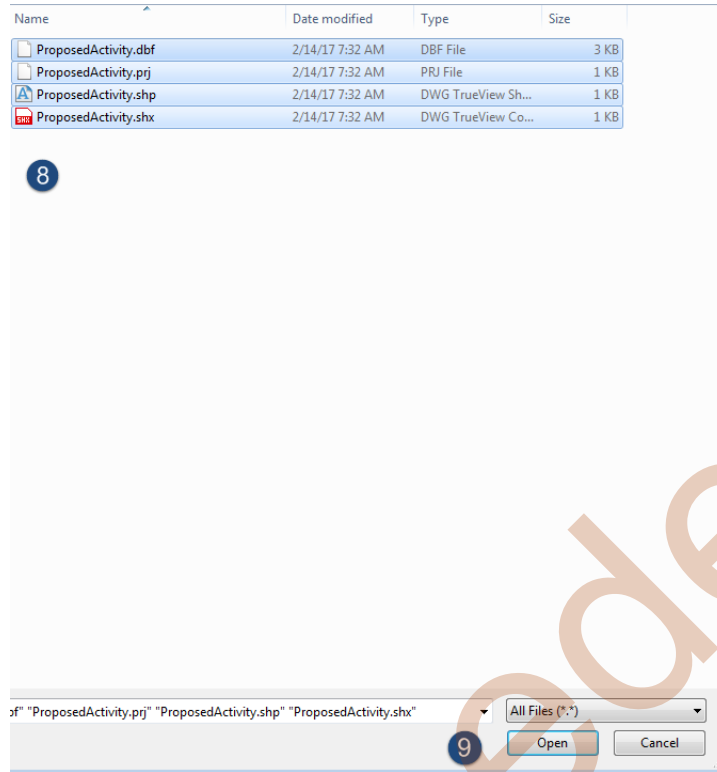 Name Date modified Type Size
ProposedActivity.dbf 2/14/17 7:32 AM DBF File 3 KB
ProposedActivity.prj 2/14/17 7:32 AM PRJ File 1 KB
ProposedActivity.shp 2/14/17 7:32 AM DWG TrueView Sh... 1 KB
SHX ProposedActivity.shx 2/14/17 7:32 AM DWG TrueView Co... 1 KB
8
bf" "ProposedActivity.prj" "ProposedActivity.shp" "ProposedActivity.shx" All Files (*.*)
9 Open Cancel
ede